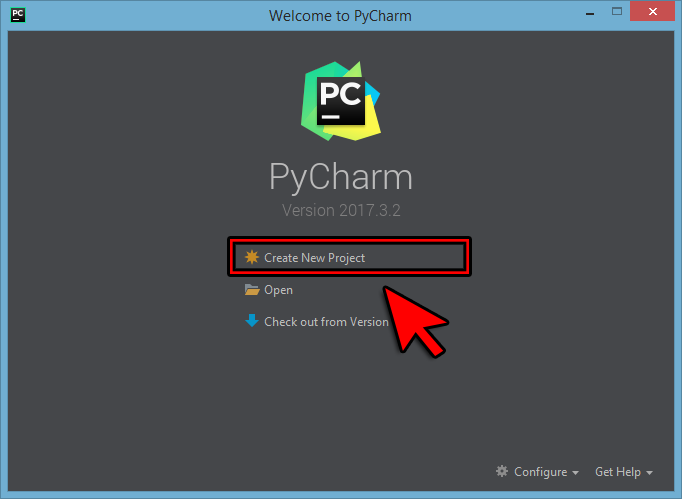 PC
Welcome to PyCharm
PC
PyCharm
Version 2017.3.2
Create New Project
Open
Check out from Version
Configure
Get Help